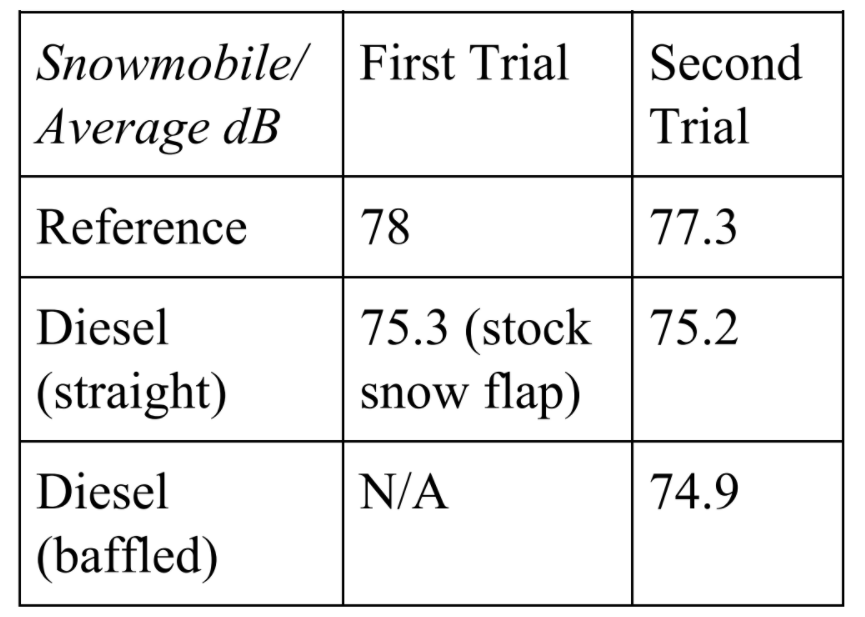 Snowmobile/ First Trial Second
Average dB Trial
Reference 78 77.3
Diesel 75.3 (stock 75.2
(straight) snow flap)
Diesel N/A 74.9
(baffled)